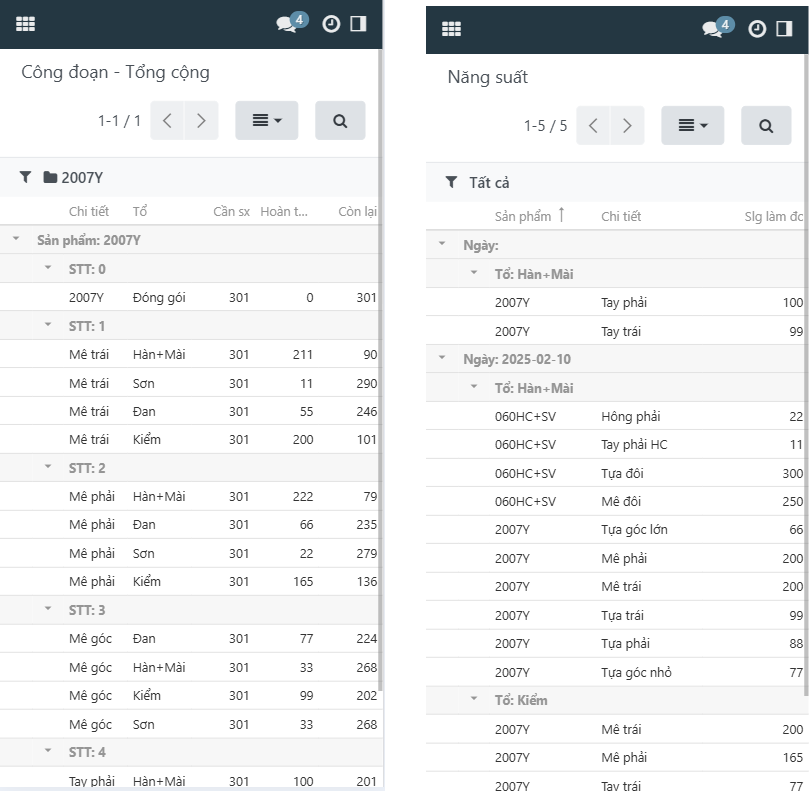 4
Công đoạn - Tổng cộng
1-1 / 1
2007Y
Chi tiết Tổ Cần sx Hoàn t... Còn lại
Sản phẩm: 2007Y
STT: 0
2007Y Đóng gói 301 0 301
STT: 1
Mê trái Hàn+Mài 301 211 90
Mê trái Sơn 301 11 290
Mê trái Đan 301 55 246
Mê trái Kiểm 301 200 101
STT: 2
Mê phải Hàn+Mài 301 222 79
Mê phải Đan 301 66 235
Mê phải Sơn 301 22 279
Mê phải Kiểm 301 165 136
STT: 3
Mê góc Đan 301 77 224
Mê góc Hàn+Mài 301 33 268
Mê góc Kiểm 301 99 202
Mê góc Sơn 301 33 268
STT: 4
Tay phải Hàn+Mài 301 100 201
4
Năng suất
1-5 / 5
Tất cả
Sản phẩm Chi tiết Slg làm đc
Ngày:
Tổ: Hàn+Mài
2007Y Tay phải 100
2007Y Tay trái 99
Ngày: 2025-02-10
Tổ: Hàn+Mài
060HC+SV Hông phải 22
060HC+SV Tay phải HC 11
060HC+SV Tựa đôi 300
060HC+SV Mê đôi 250
2007Y Tựa góc lớn 66
2007Y Mê phải 200
2007Y Mê trái 200
2007Y Tựa trái 99
2007Y Tựa phải 88
2007Y Tựa góc nhỏ 77
Tổ: Kiểm
2007Y Mê trái 200
2007Y Mê phải 165
2007Y Tay trái 77